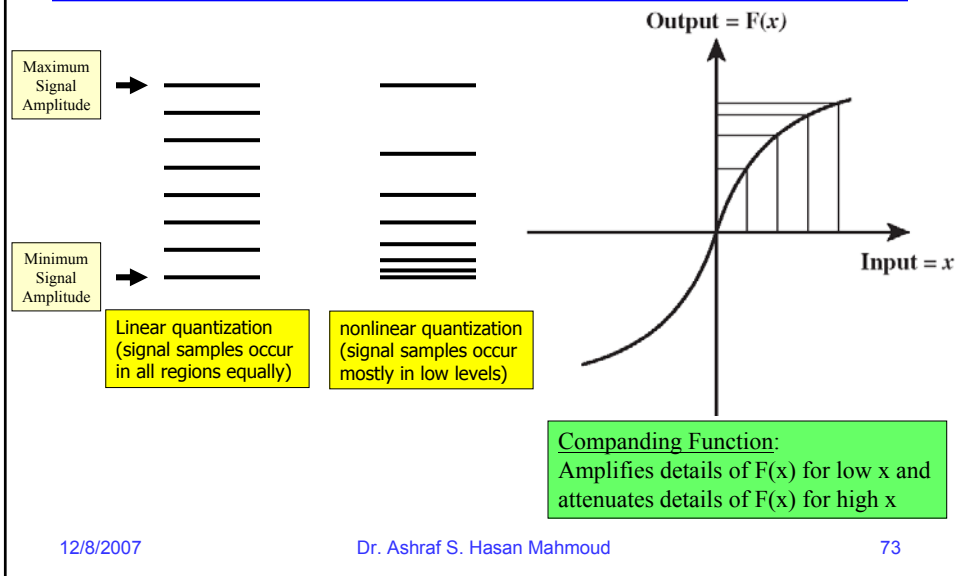 Output = F(x)
Maximum
Signal
Amplitude
Minimum
Signal
Amplitude
Input = x
Linear quantization
(signal samples occur
in all regions equally)
nonlinear quantization
(signal samples occur
mostly in low levels)
Companding Function:
Amplifies details of F(x) for low x and
attenuates details of F(x) for high x
12/8/2007 Dr. Ashraf S. Hasan Mahmoud 73